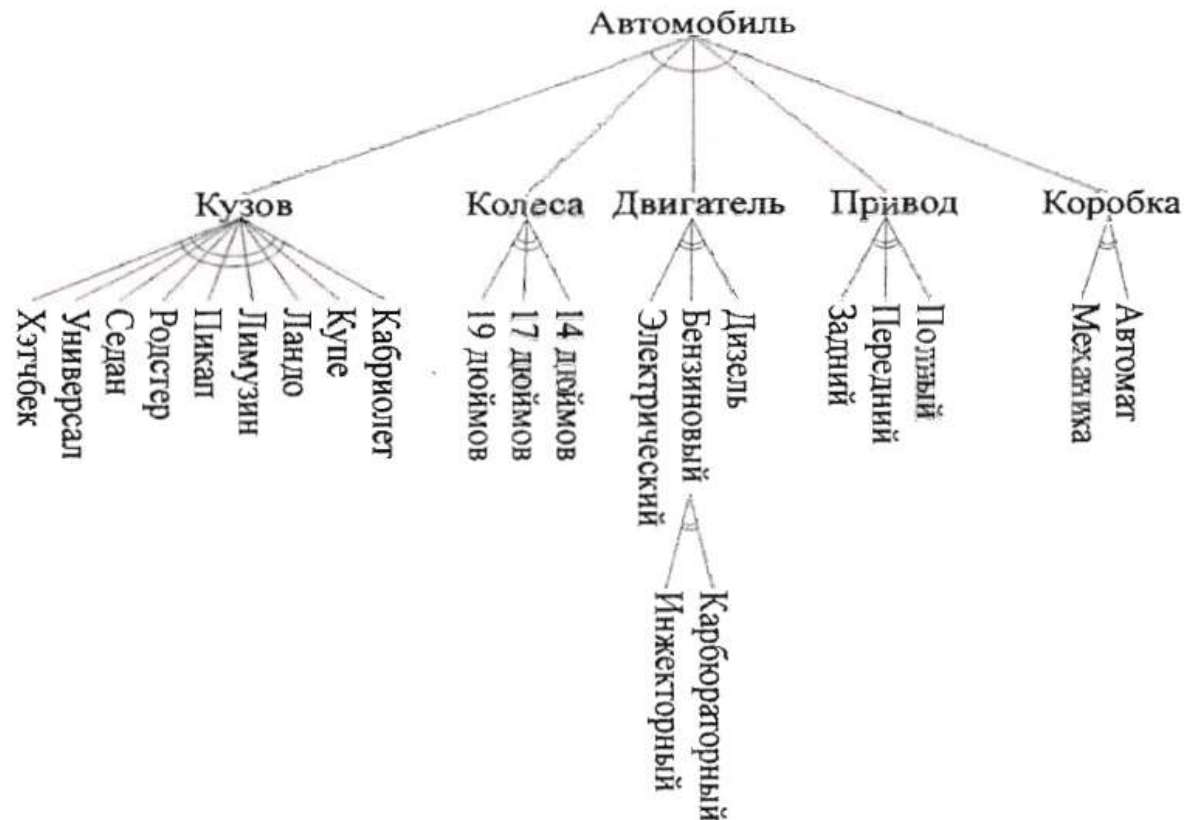 Автомобиль
Кузов
Колеса
Двигатель
Привод
Коробка
Хэтчбек
Универсал
Седан
Родстер
Пикап
Лимузин
Ландо
Купе
Кабриолет
19 дюймов
17 дюймов
14 дюймов
Электрический
Бензиновый
Дизель
Задний
Передний
Полный
Механика
Автомат
Инжекторный
Карбюраторный